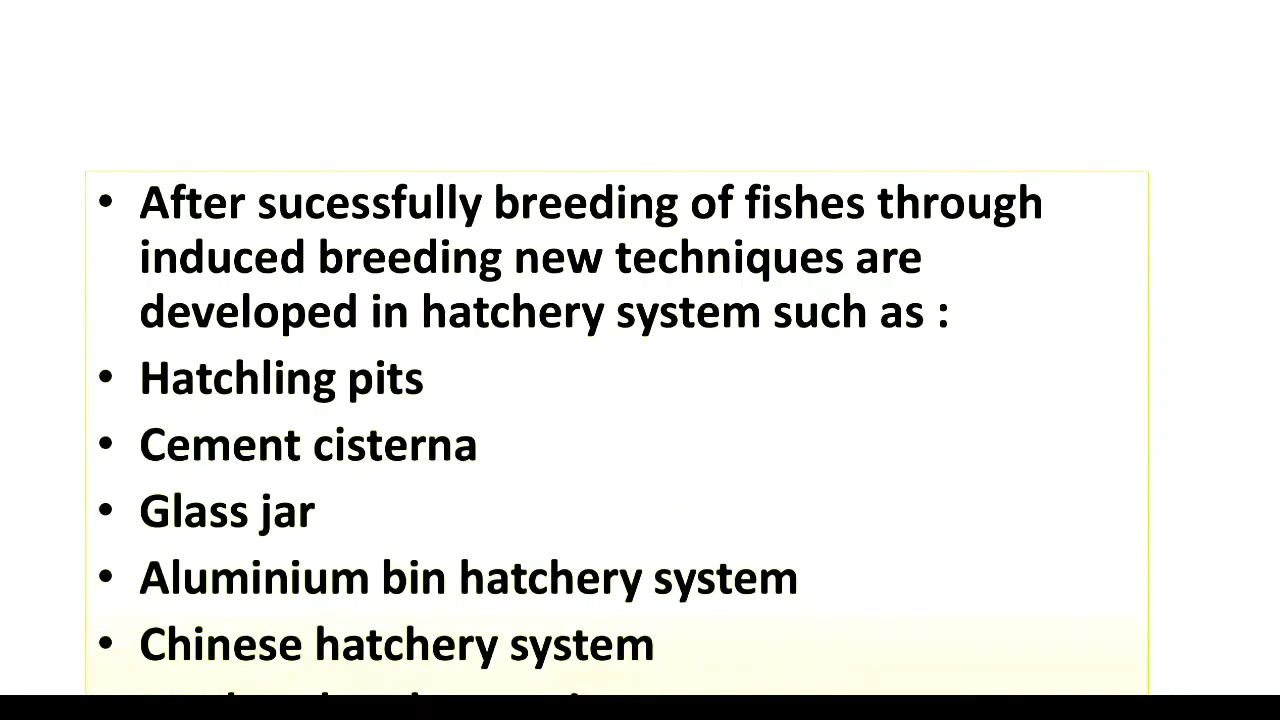 • After sucessfully breeding of fishes through
induced breeding new techniques are
developed in hatchery system such as :
• Hatchling pits
• Cement cisterna
• Glass jar
• Aluminium bin hatchery system
• Chinese hatchery system